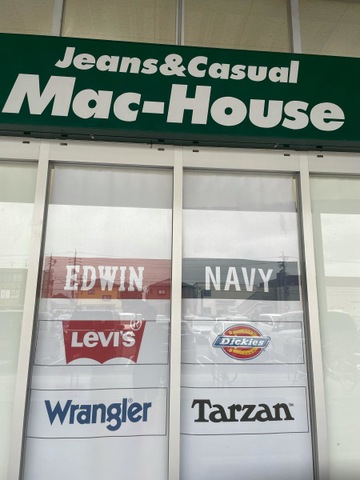 Jeans&Casual
Mac-House
EDWIN
NAVY
LEVI'S®
Dickies
Wrangler
Tarzan